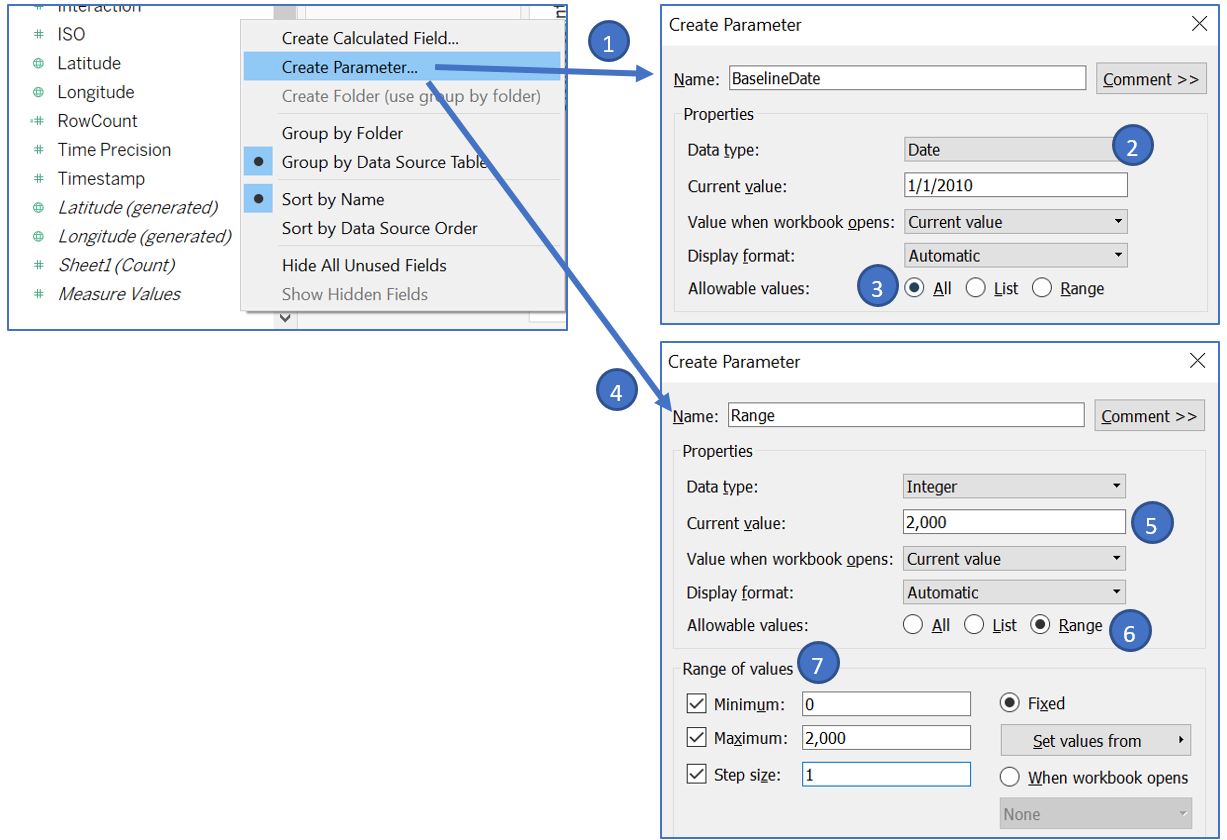 Interaction
# ISO
Latitude
Longitude
=# RowCount
# Time Precision
# Timestamp
Latitude (generated)
Longitude (generated)
# Sheet1 (Count)
# Measure Values
Create Calculated Field...
Create Parameter...
Create Folder (use group by folder)
Group by Folder
Group by Data Source Table
Sort by Name
Sort by Data Source Order
Hide All Unused Fields
Show Hidden Fields
1
Create Parameter
Name: BaselineDate Comment >>
Properties
Data type: Date 2
Current value: 1/1/2010
Value when workbook opens: Current value
Display format: Automatic
Allowable values: 3 All List Range
4
Create Parameter
Name: Range Comment >>
Properties
Data type: Integer
Current value: 2,000 5
Value when workbook opens: Current value
Display format: Automatic
Allowable values: All List Range 6
Range of values 7
Minimum: 0 Fixed
Maximum: 2,000 Set values from
Step size: 1 When workbook opens
None